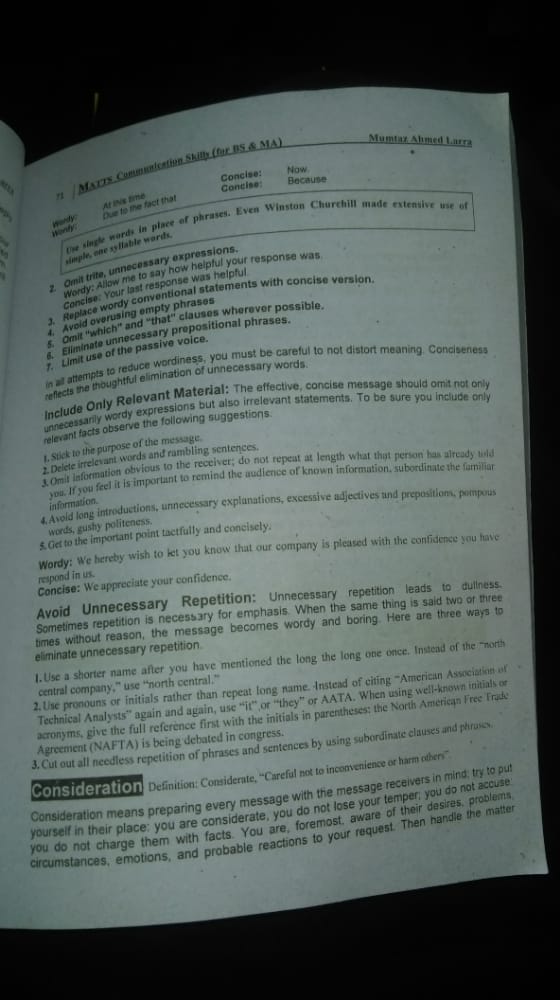 71 MATTS Communication Skills (for BS & MA) Mumtaz Ahmed Larra
Wordy: At this time Concise: Now.
Wordy: Due to the fact that Concise: Because
Use single words in place of phrases. Even Winston Churchill made extensive use of
simple, one syllable words.
2. Omit trite, unnecessary expressions.
Wordy: Allow me to say how helpful your response was.
Concise: Your last response was helpful.
3. Replace wordy conventional statements with concise version.
4. Avoid overusing empty phrases
5. Omit "which" and "that" clauses wherever possible.
6. Eliminate unnecessary prepositional phrases.
7. Limit use of the passive voice.
In all attempts to reduce wordiness, you must be careful to not distort meaning. Conciseness
reflects the thoughtful elimination of unnecessary words.
Include Only Relevant Material: The effective, concise message should omit not only
unnecessarily wordy expressions but also irrelevant statements. To be sure you include only
relevant facts observe the following suggestions.
1. Stick to the purpose of the message.
2. Delete irrelevant words and rambling sentences.
3. Omit information obvious to the receiver; do not repeat at length what that person has already told
you. If you feel it is important to remind the audience of known information, subordinate the familiar
information.
4. Avoid long introductions, unnecessary explanations, excessive adjectives and prepositions, pompous
words, gushy politeness.
5. Get to the important point tactfully and concisely.
Wordy: We hereby wish to let you know that our company is pleased with the confidence you have
respond in us.
Concise: We appreciate your confidence.
Avoid Unnecessary Repetition: Unnecessary repetition leads to dullness.
Sometimes repetition is necessary for emphasis. When the same thing is said two or three
times without reason, the message becomes wordy and boring. Here are three ways to
eliminate unnecessary repetition.
1. Use a shorter name after you have mentioned the long the long one once. Instead of the "north
central company," use "north central."
2. Use pronouns or initials rather than repeat long name. Instead of citing "American Association of
Technical Analysts" again and again, use "it" or "they" or AATA. When using well-known initials or
acronyms, give the full reference first with the initials in parentheses: the North American Free Trade
Agreement (NAFTA) is being debated in congress.
3. Cut out all needless repetition of phrases and sentences by using subordinate clauses and phrases.
Consideration Definition: Considerate, "Careful not to inconvenience or harm others"
Consideration means preparing every message with the message receivers in mind; try to put
yourself in their place: you are considerate, you do not lose your temper; you do not accuse;
you do not charge them with facts. You are, foremost, aware of their desires, problems,
circumstances, emotions, and probable reactions to your request. Then handle the matter